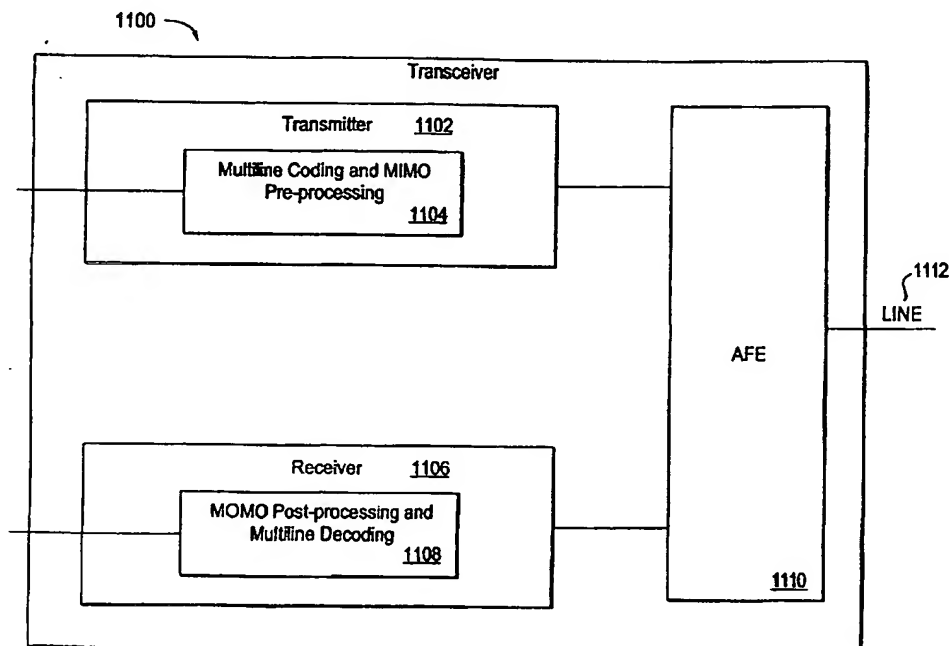 1100
Transceiver
Transmitter 1102
Multiline Coding and MIMO
Pre-processing
1104
1112
LINE
AFE
Receiver 1106
MOMO Post-processing and
Multiline Decoding
1108
1110